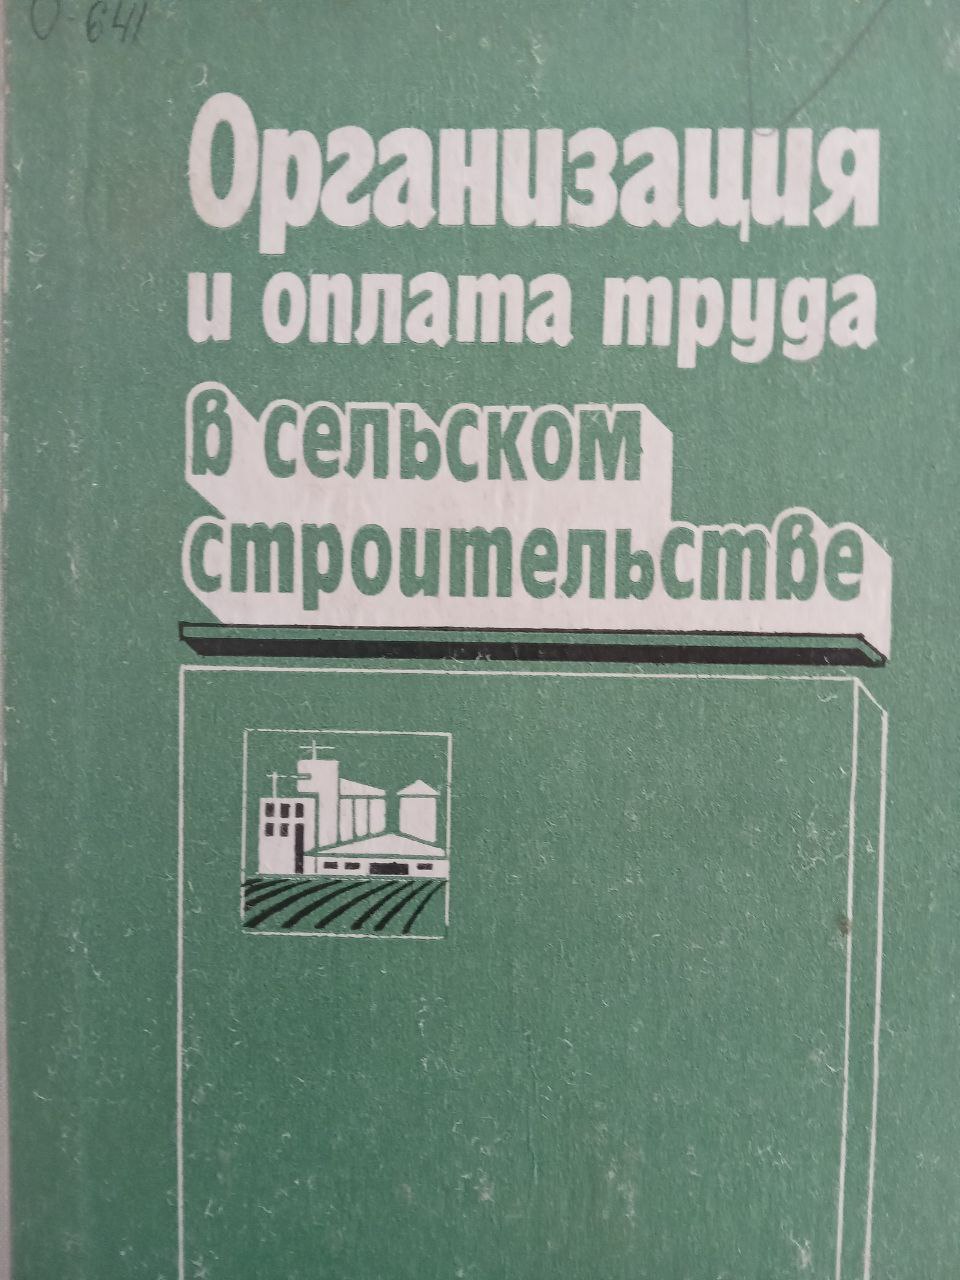 О-641
Организация
и оплата труда
в сельском
строительстве